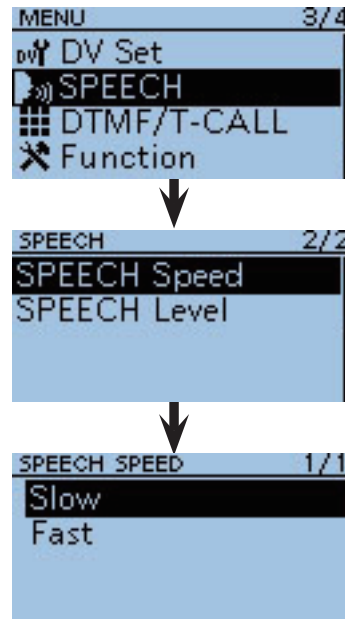 MENU 3/4
DV DV Set
SPEECH
DTMF/T-CALL
Function
SPEECH 2/2
SPEECH Speed
SPEECH Level
SPEECH SPEED 1/1
Slow
Fast